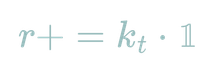 r+ = k_t · 𝟙